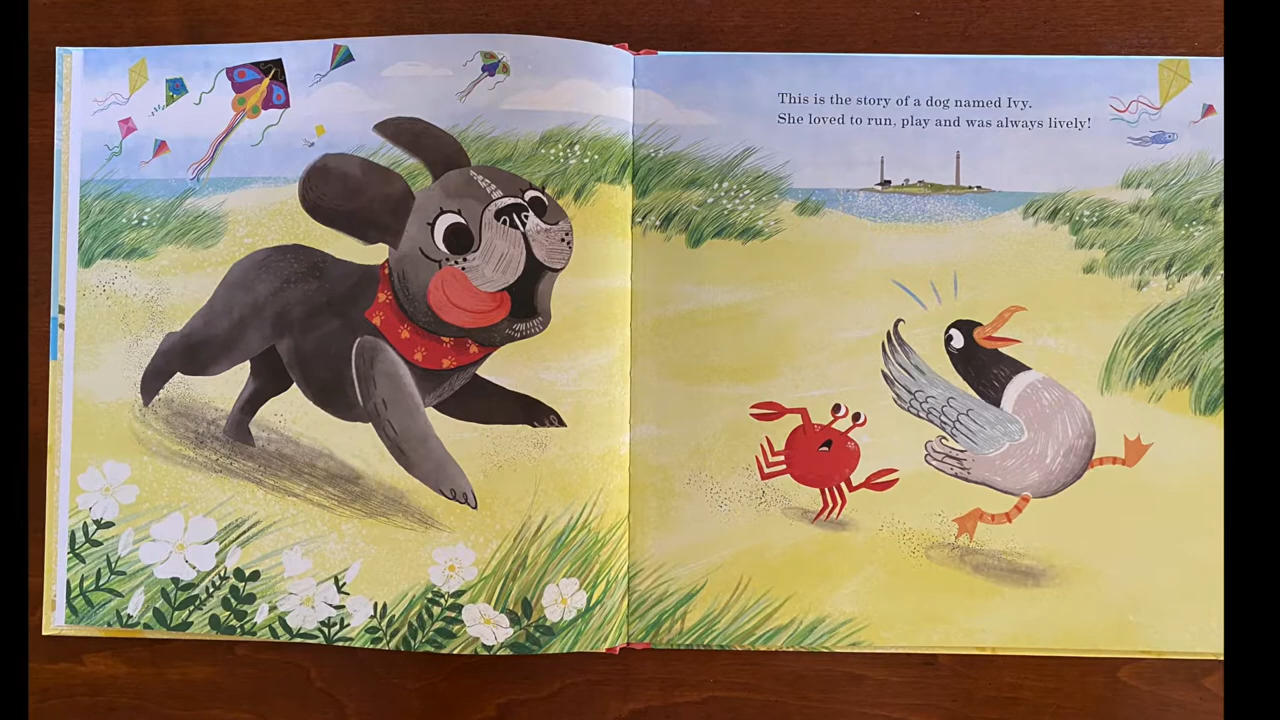 This is the story of a dog named Ivy.
She loved to run, play and was always lively!